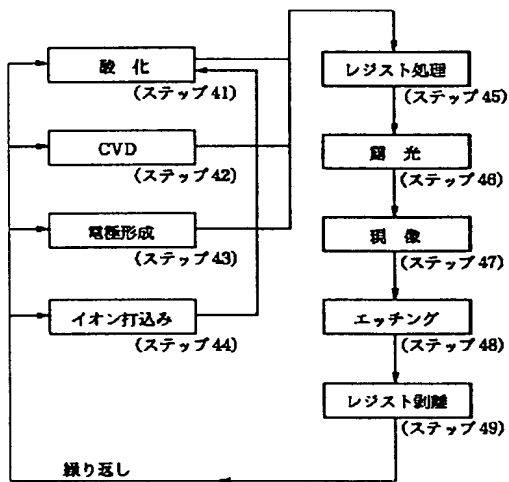 酸 化
(ステップ41)
CVD
(ステップ42)
電極形成
(ステップ43)
イオン打込み
(ステップ44)
レジスト処理
(ステップ45)
露 光
(ステップ46)
現 像
(ステップ47)
エッチング
(ステップ48)
レジスト剥離
(ステップ49)
繰り返し